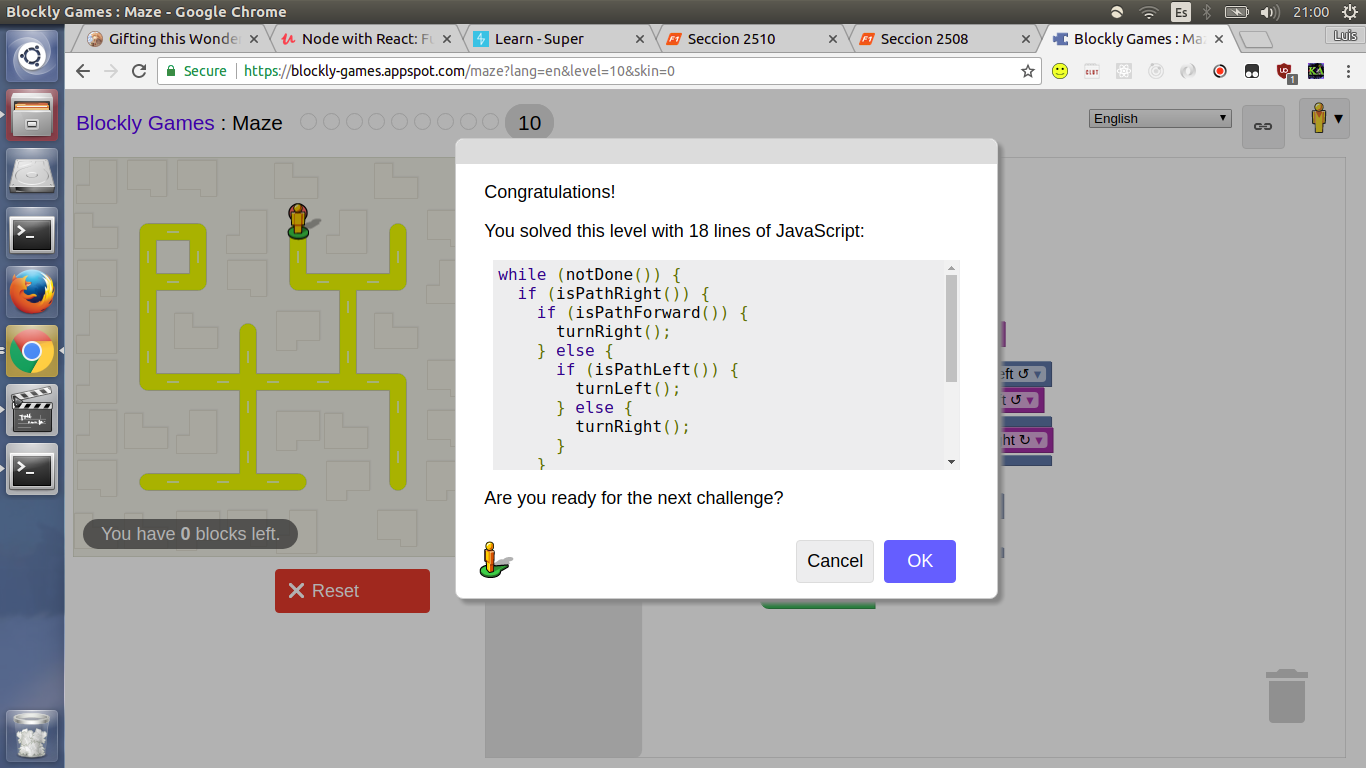 Blockly Games : Maze - Google Chrome
Es
21:00
Gifting this Wonde
Node with React: Fu
Learn - Super
Seccion 2510
Seccion 2508
Blockly Games : Ma
Luis
Secure
https://blockly-games.appspot.com/maze?lang=en&level=10&skin=0
1
KA
Blockly Games : Maze
10
English
Congratulations!
You solved this level with 18 lines of JavaScript:
while (notDone()) {
if (isPathRight()) {
if (isPathForward()) {
turnRight();
} else {
if (isPathLeft()) {
turnLeft();
} else {
turnRight();
}
}
Are you ready for the next challenge?
Cancel
OK
eft ↺ ▾
t ↺ ▾
ht ↻ ▾
You have 0 blocks left.
Reset